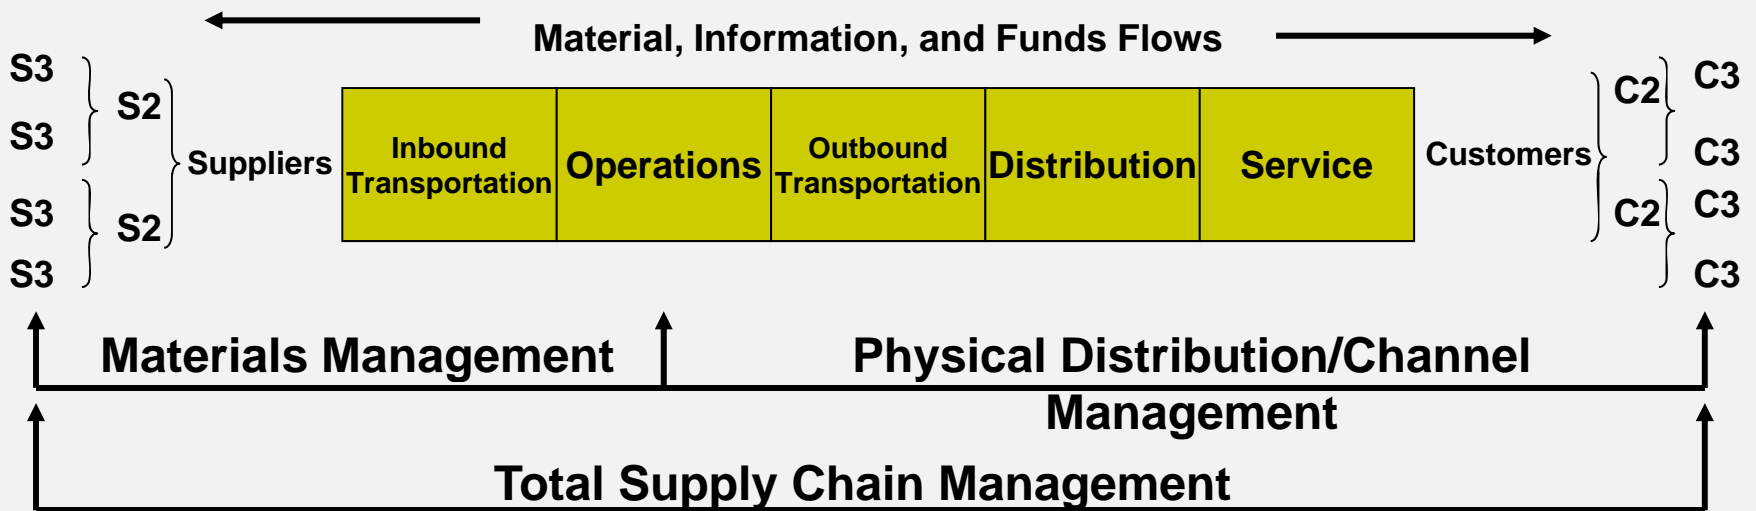 Material, Information, and Funds Flows
S3
S3
S3
S3
S2
S2
Suppliers
Inbound
Transportation
Operations
Outbound
Transportation
Distribution
Service
Customers
C2
C2
C3
C3
C3
C3
Materials Management
Physical Distribution/Channel
Management
Total Supply Chain Management